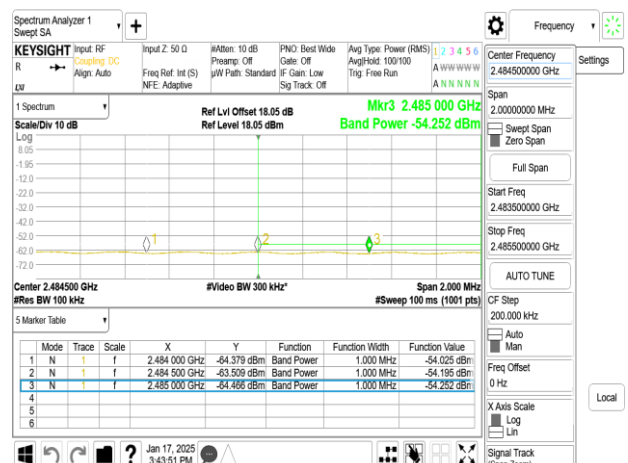 Spectrum Analyzer 1
Swept SA
Frequency
KEYSIGHT Input: RF Input Z: 50 Ω #Atten: 10 dB PNO: Best Wide Avg Type: Power (RMS) 1 2 3 4 5 6
R Coupling: DC Preamp: Off Gate: Off Avg|Hold: 100/100 A W W W W W
Align: Auto Freq Ref: Int (S) µW Path: Standard IF Gain: Low Trig: Free Run
NFE: Adaptive Sig Track: Off A N N N N N
LXI
1 Spectrum
Scale/Div 10 dB
Ref Lvl Offset 18.05 dB
Ref Level 18.05 dBm
Mkr3 2.485 000 GHz
Band Power -54.252 dBm
Log
8.05
-1.95
-12.0
-22.0
-32.0
-42.0
-52.0
-62.0
-72.0
1
2
3
Center 2.484500 GHz #Video BW 300 kHz* Span 2.000 MHz
#Res BW 100 kHz #Sweep 100 ms (1001 pts)
5 Marker Table
Mode Trace Scale X Y Function Function Width Function Value
1 N 1 f 2.484 000 GHz -64.379 dBm Band Power 1.000 MHz -54.025 dBm
2 N 1 f 2.484 500 GHz -63.509 dBm Band Power 1.000 MHz -54.195 dBm
3 N 1 f 2.485 000 GHz -64.466 dBm Band Power 1.000 MHz -54.252 dBm
4
5
6
?
Jan 17, 2025
3:43:51 PM
Center Frequency
2.484500000 GHz
Settings
Span
2.00000000 MHz
Swept Span
Zero Span
Full Span
Start Freq
2.483500000 GHz
Stop Freq
2.485500000 GHz
AUTO TUNE
CF Step
200.000 kHz
Auto
Man
Freq Offset
0 Hz
Local
X Axis Scale
Log
Lin
Signal Track
(Span Zoom)